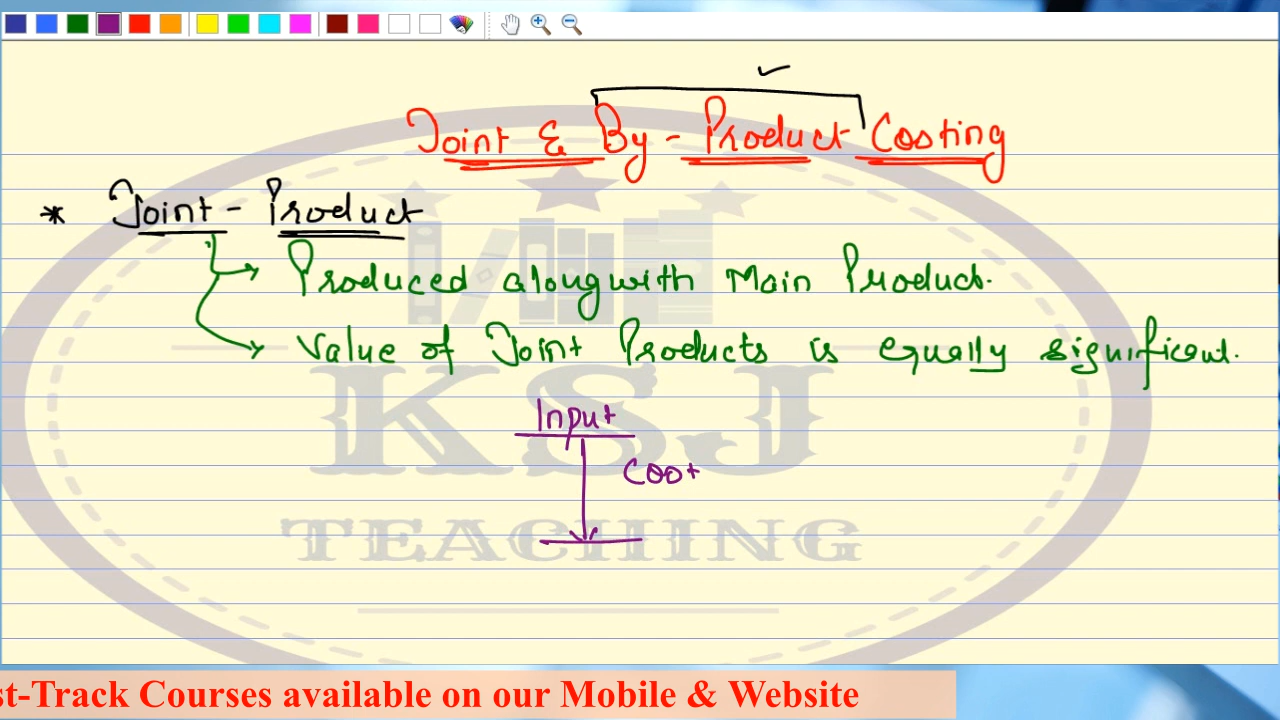 Joint & By-Product Costing
* Joint-Product
Produced alongwith Main Product.
Value of Joint Products is equally significant.
Input
Cost
KSJ
TEACHING
st-Track Courses available on our Mobile & Website